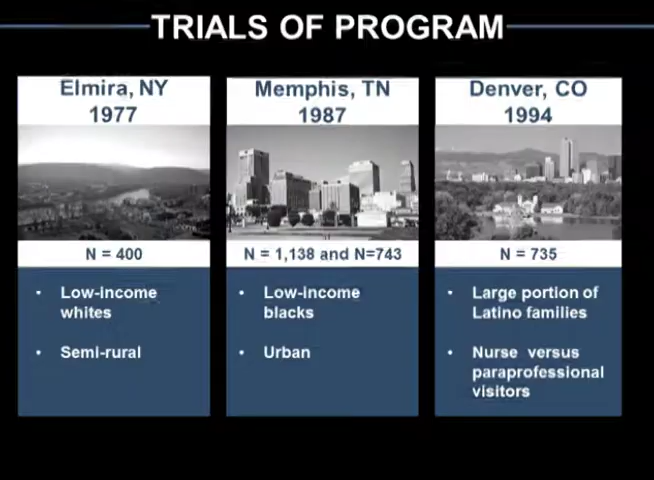 TRIALS OF PROGRAM
Elmira, NY
1977
N = 400
• Low-income
whites
• Semi-rural
Memphis, TN
1987
N = 1,138 and N=743
• Low-income
blacks
• Urban
Denver, CO
1994
N = 735
• Large portion of
Latino families
• Nurse versus
paraprofessional
visitors